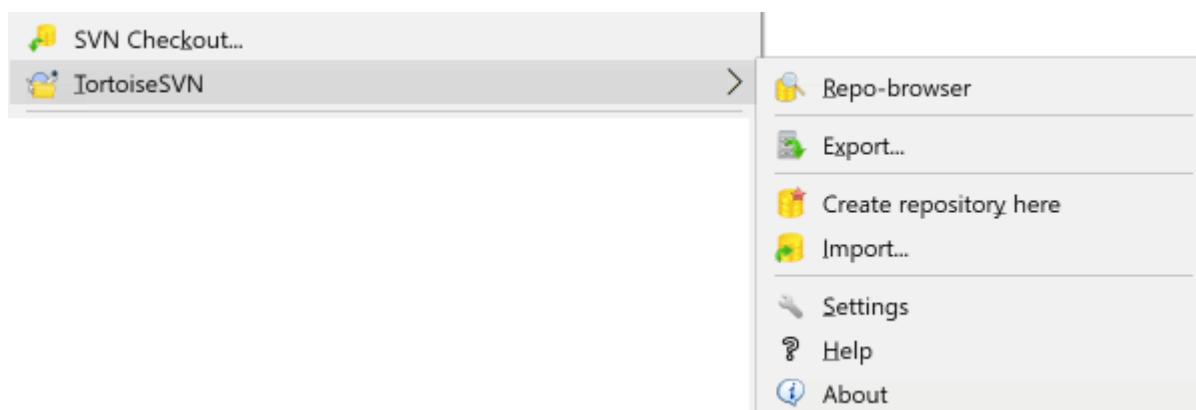 SVN Checkout...
TortoiseSVN
Repo-browser
Export...
Create repository here
Import...
Settings
Help
About